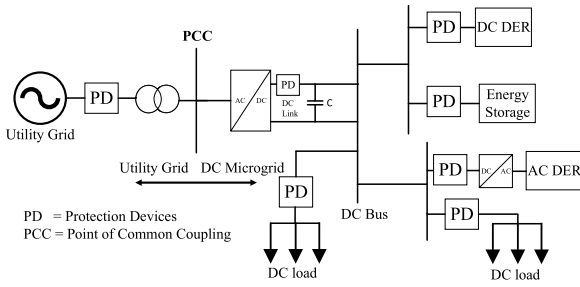 PCC
PD
DC DER
PD
AC
DC
PD
DC
Link
C
PD
Energy
Storage
Utility Grid
Utility Grid
DC Microgrid
PD
PD
DC
AC
AC DER
PD
DC Bus
PD = Protection Devices
PCC = Point of Common Coupling
DC load
DC load